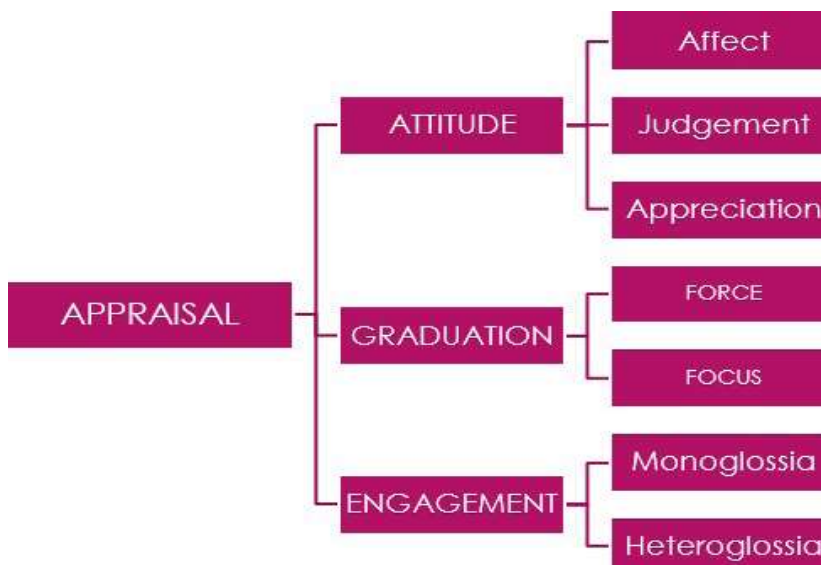 APPRAISAL
ATTITUDE
Affect
Judgement
Appreciation
GRADUATION
FORCE
FOCUS
ENGAGEMENT
Monoglossia
Heteroglossia